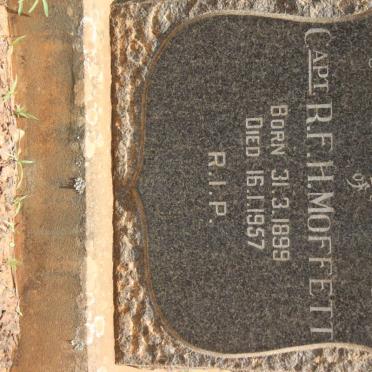 CAPT R.F.H. MOFFETT
BORN 31.3.1899
DIED 16.1.1957
R.I.P.